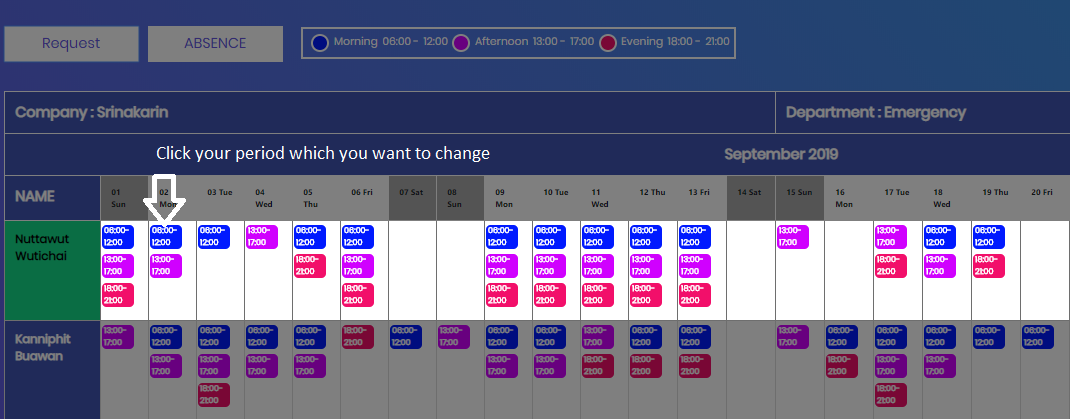 Request ABSENCE Morning 06:00 - 12:00 Afternoon 13:00 - 17:00 Evening 18:00 - 21:00
Company : Srinakarin Department : Emergency
Click your period which you want to change September 2019
NAME 01 Sun 02 Mon 03 Tue 04 Wed 05 Thu 06 Fri 07 Sat 08 Sun 09 Mon 10 Tue 11 Wed 12 Thu 13 Fri 14 Sat 15 Sun 16 Mon 17 Tue 18 Wed 19 Thu 20 Fri
Nuttawut Wutichai
06:00-12:00 06:00-12:00 06:00-12:00 13:00-17:00 06:00-12:00 06:00-12:00 06:00-12:00 06:00-12:00 06:00-12:00 06:00-12:00 06:00-12:00 13:00-17:00 13:00-17:00 06:00-12:00 06:00-12:00
13:00-17:00 13:00-17:00 18:00-21:00 13:00-17:00 13:00-17:00 13:00-17:00 13:00-17:00 13:00-17:00 13:00-17:00 18:00-21:00 13:00-17:00 18:00-21:00
18:00-21:00 18:00-21:00 18:00-21:00 18:00-21:00 18:00-21:00 18:00-21:00 18:00-21:00
Kanniphit Buawan
13:00-17:00 06:00-12:00 06:00-12:00 06:00-12:00 06:00-12:00 18:00-21:00 06:00-12:00 13:00-17:00 06:00-12:00 06:00-12:00 13:00-17:00 06:00-12:00 06:00-12:00 13:00-17:00 06:00-12:00 06:00-12:00 06:00-12:00 06:00-12:00 06:00-12:00
13:00-17:00 13:00-17:00 13:00-17:00 13:00-17:00 13:00-17:00 13:00-17:00 18:00-21:00 18:00-21:00 18:00-21:00 18:00-21:00 13:00-17:00 13:00-17:00
18:00-21:00 18:00-21:00